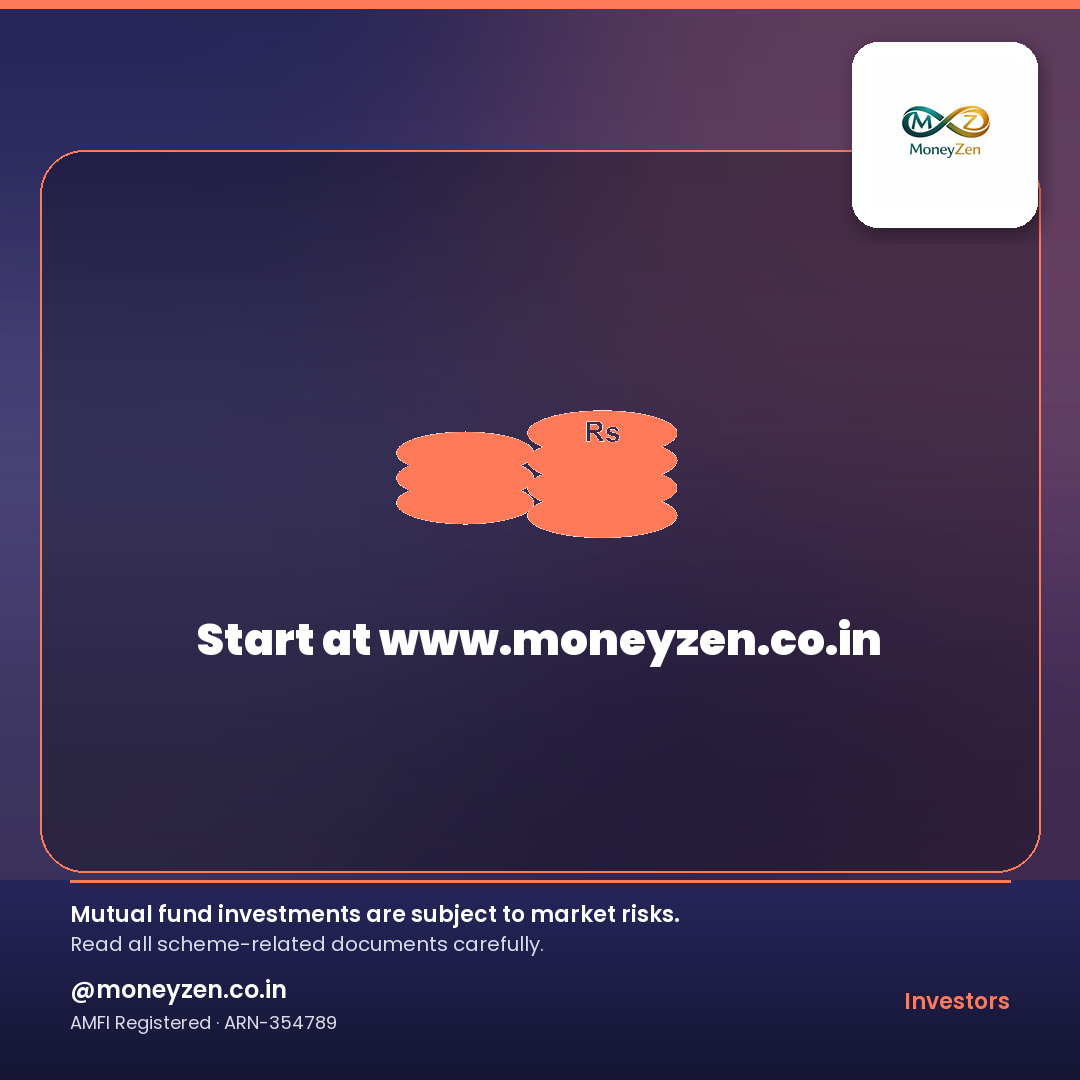 MZ
MoneyZen
Rs
Start at www.moneyzen.co.in
Mutual fund investments are subject to market risks.
Read all scheme-related documents carefully.
@moneyzen.co.in
AMFI Registered · ARN-354789
Investors